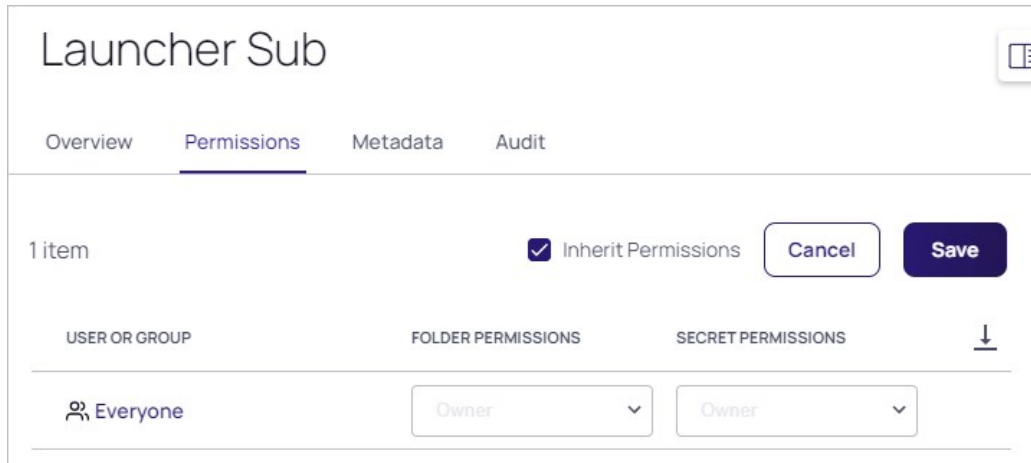 Launcher Sub
Overview Permissions Metadata Audit
1 item Inherit Permissions Cancel Save
USER OR GROUP FOLDER PERMISSIONS SECRET PERMISSIONS
Everyone Owner Owner